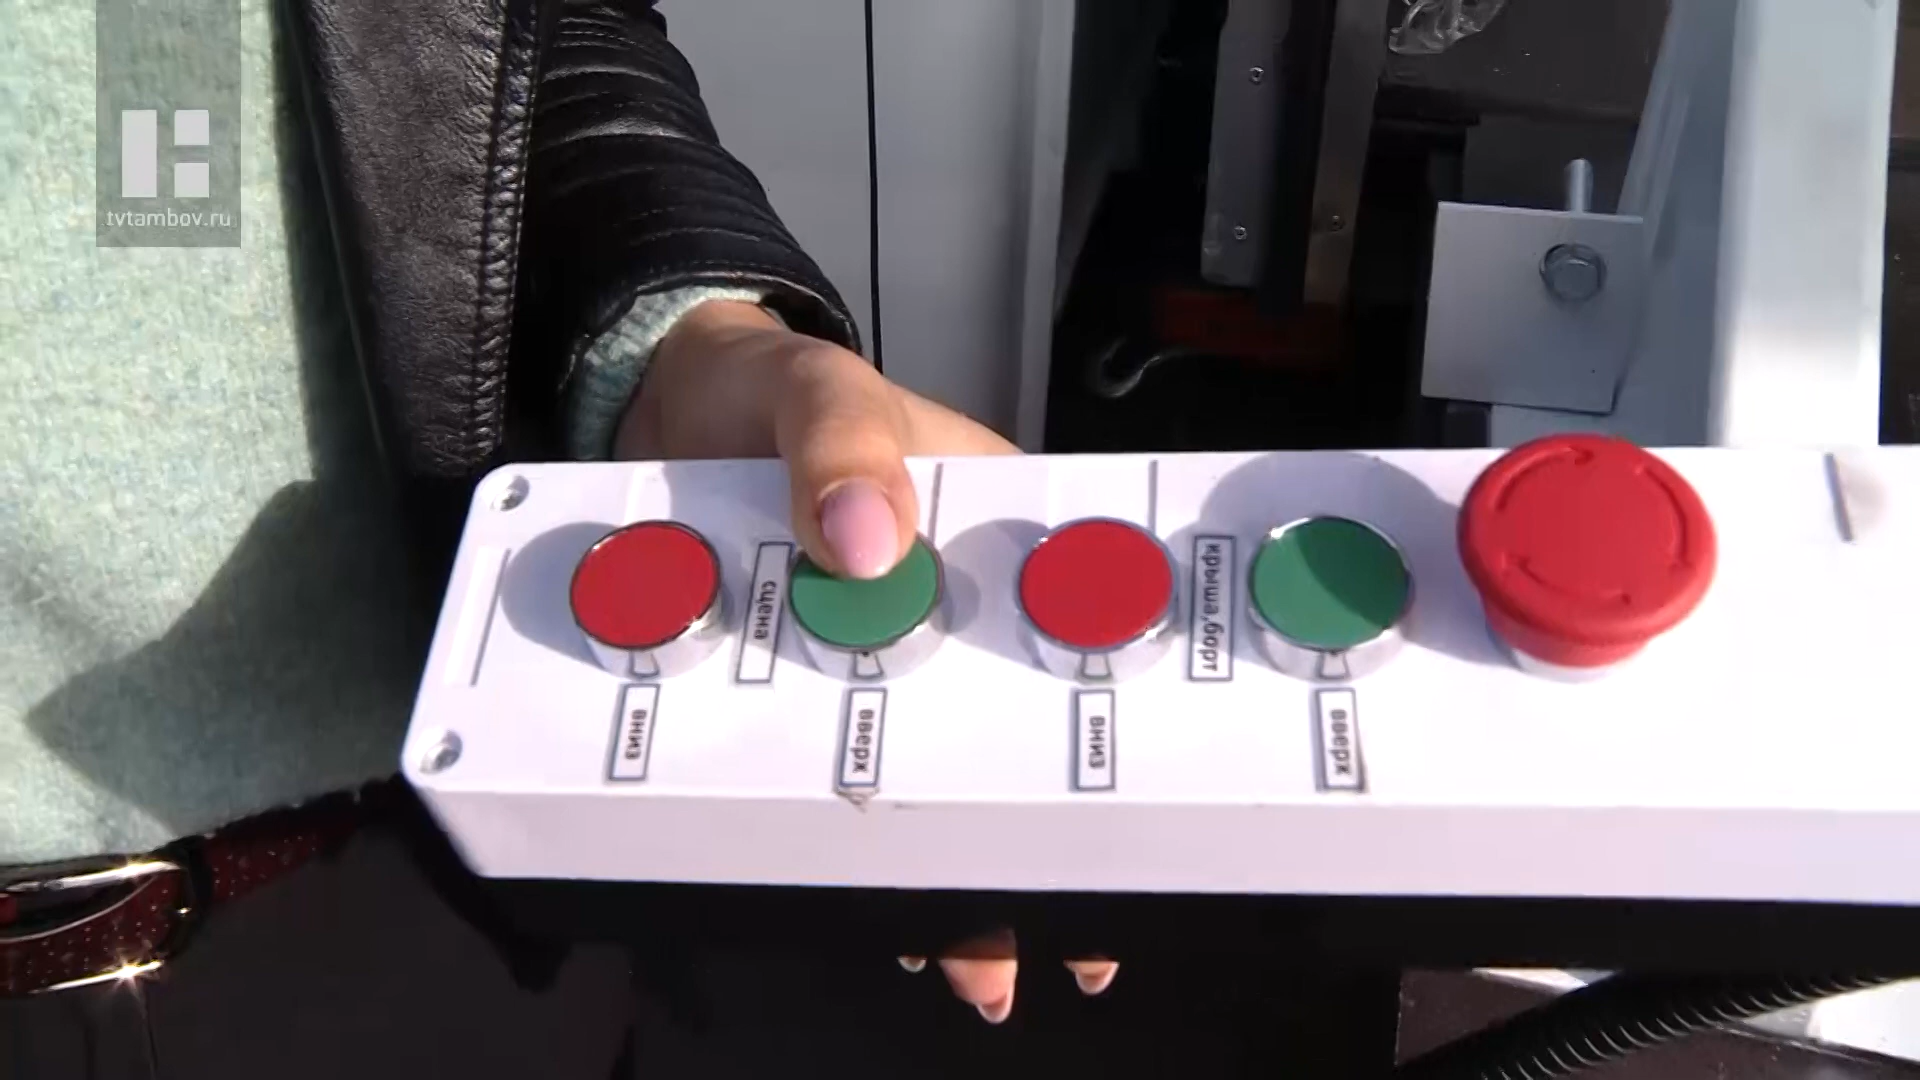 tvtambov.ru
сцена
крыша,борт
вниз
вверх
вниз
вверх